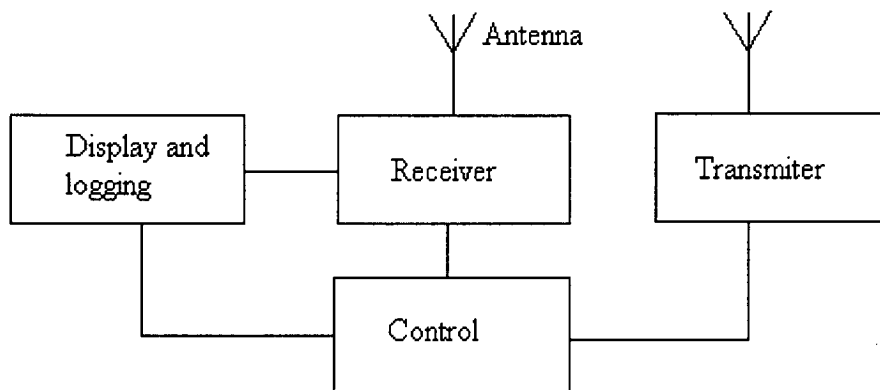 Antenna
Display and
logging
Receiver
Transmiter
Control